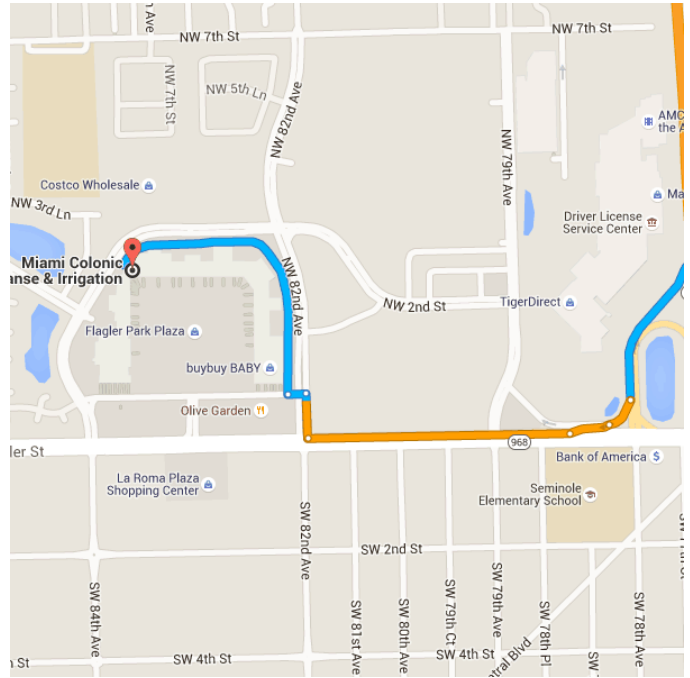 NW 7th St
NW 7th St
NW 82nd Ave
NW 5th Ln
NW 7th St
NW 79th Ave
AMC
the A
Costco Wholesale
Ma
NW 3rd Ln
Driver License
Service Center
Miami Colonic
anse & Irrigation
NW 82nd Ave
NW 2nd St
TigerDirect
Flagler Park Plaza
buybuy BABY
Olive Garden
968
ler St
Bank of America
La Roma Plaza
Shopping Center
Seminole
Elementary School
SW 82nd Ave
SW 2nd St
SW 84th Ave
SW 81st Ave
SW 80th Ave
SW 79th Ct
SW 79th Ave
SW 78th Pl
SW 78th Ave
h St
SW 4th St
SW 4th St
ntral Blvd